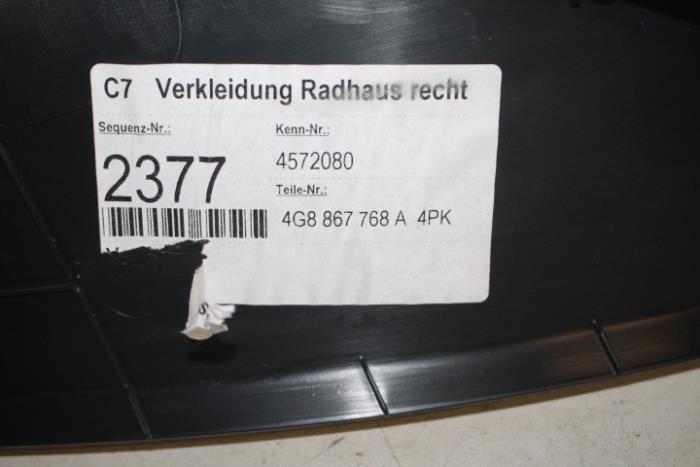 C7 Verkleidung Radhaus recht
Sequenz-Nr.:
2377
Kenn-Nr.:
4572080
Teile-Nr.:
4G8 867 768 A 4PK